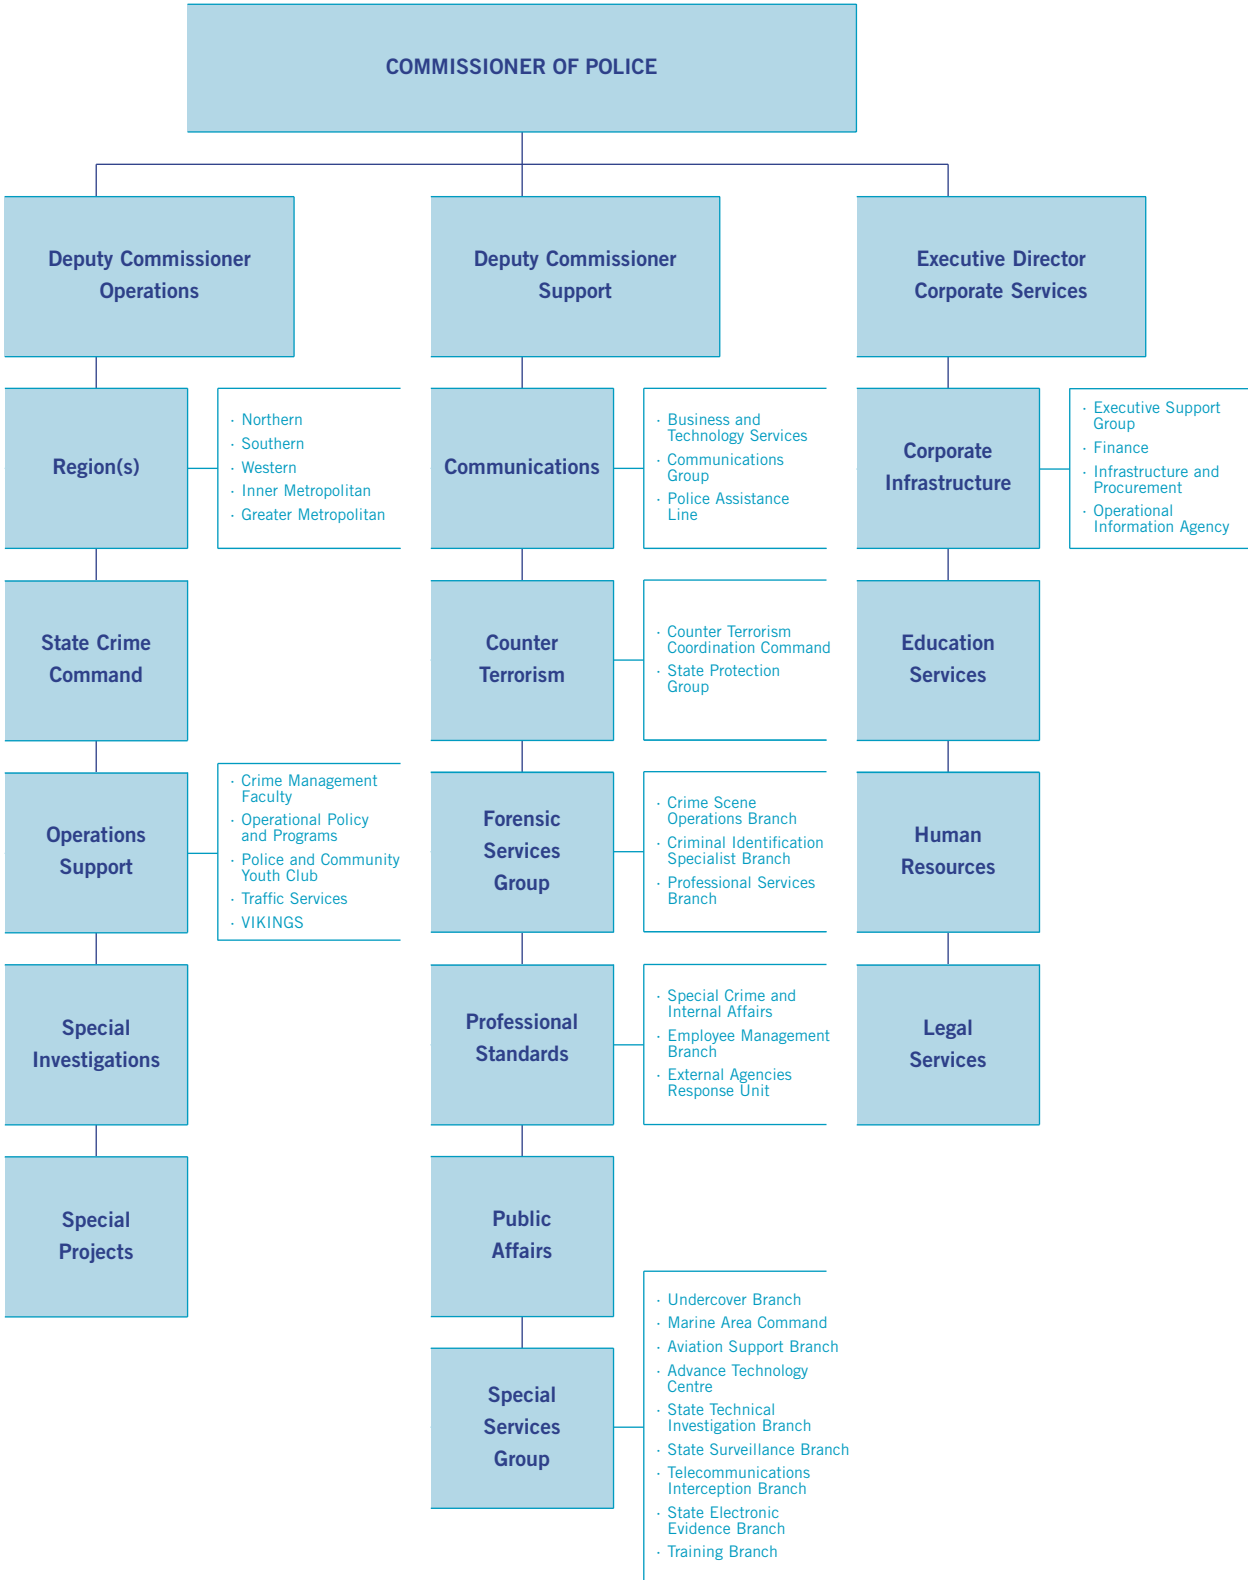 COMMISSIONER OF POLICE
Deputy Commissioner
Operations
Deputy Commissioner
Support
Executive Director
Corporate Services
Region(s)
· Northern
· Southern
· Western
· Inner Metropolitan
· Greater Metropolitan
Communications
· Business and
Technology Services
· Communications
Group
· Police Assistance
Line
Corporate
Infrastructure
· Executive Support
Group
· Finance
· Infrastructure and
Procurement
· Operational
Information Agency
State Crime
Command
Counter
Terrorism
· Counter Terrorism
Coordination Command
· State Protection
Group
Education
Services
Operations
Support
· Crime Management
Faculty
· Operational Policy
and Programs
· Police and Community
Youth Club
· Traffic Services
· VIKINGS
Forensic
Services
Group
· Crime Scene
Operations Branch
· Criminal Identification
Specialist Branch
· Professional Services
Branch
Human
Resources
Special
Investigations
Professional
Standards
· Special Crime and
Internal Affairs
· Employee Management
Branch
· External Agencies
Response Unit
Legal
Services
Special
Projects
Public
Affairs
Special
Services
Group
· Undercover Branch
· Marine Area Command
· Aviation Support Branch
· Advance Technology
Centre
· State Technical
Investigation Branch
· State Surveillance Branch
· Telecommunications
Interception Branch
· State Electronic
Evidence Branch
· Training Branch